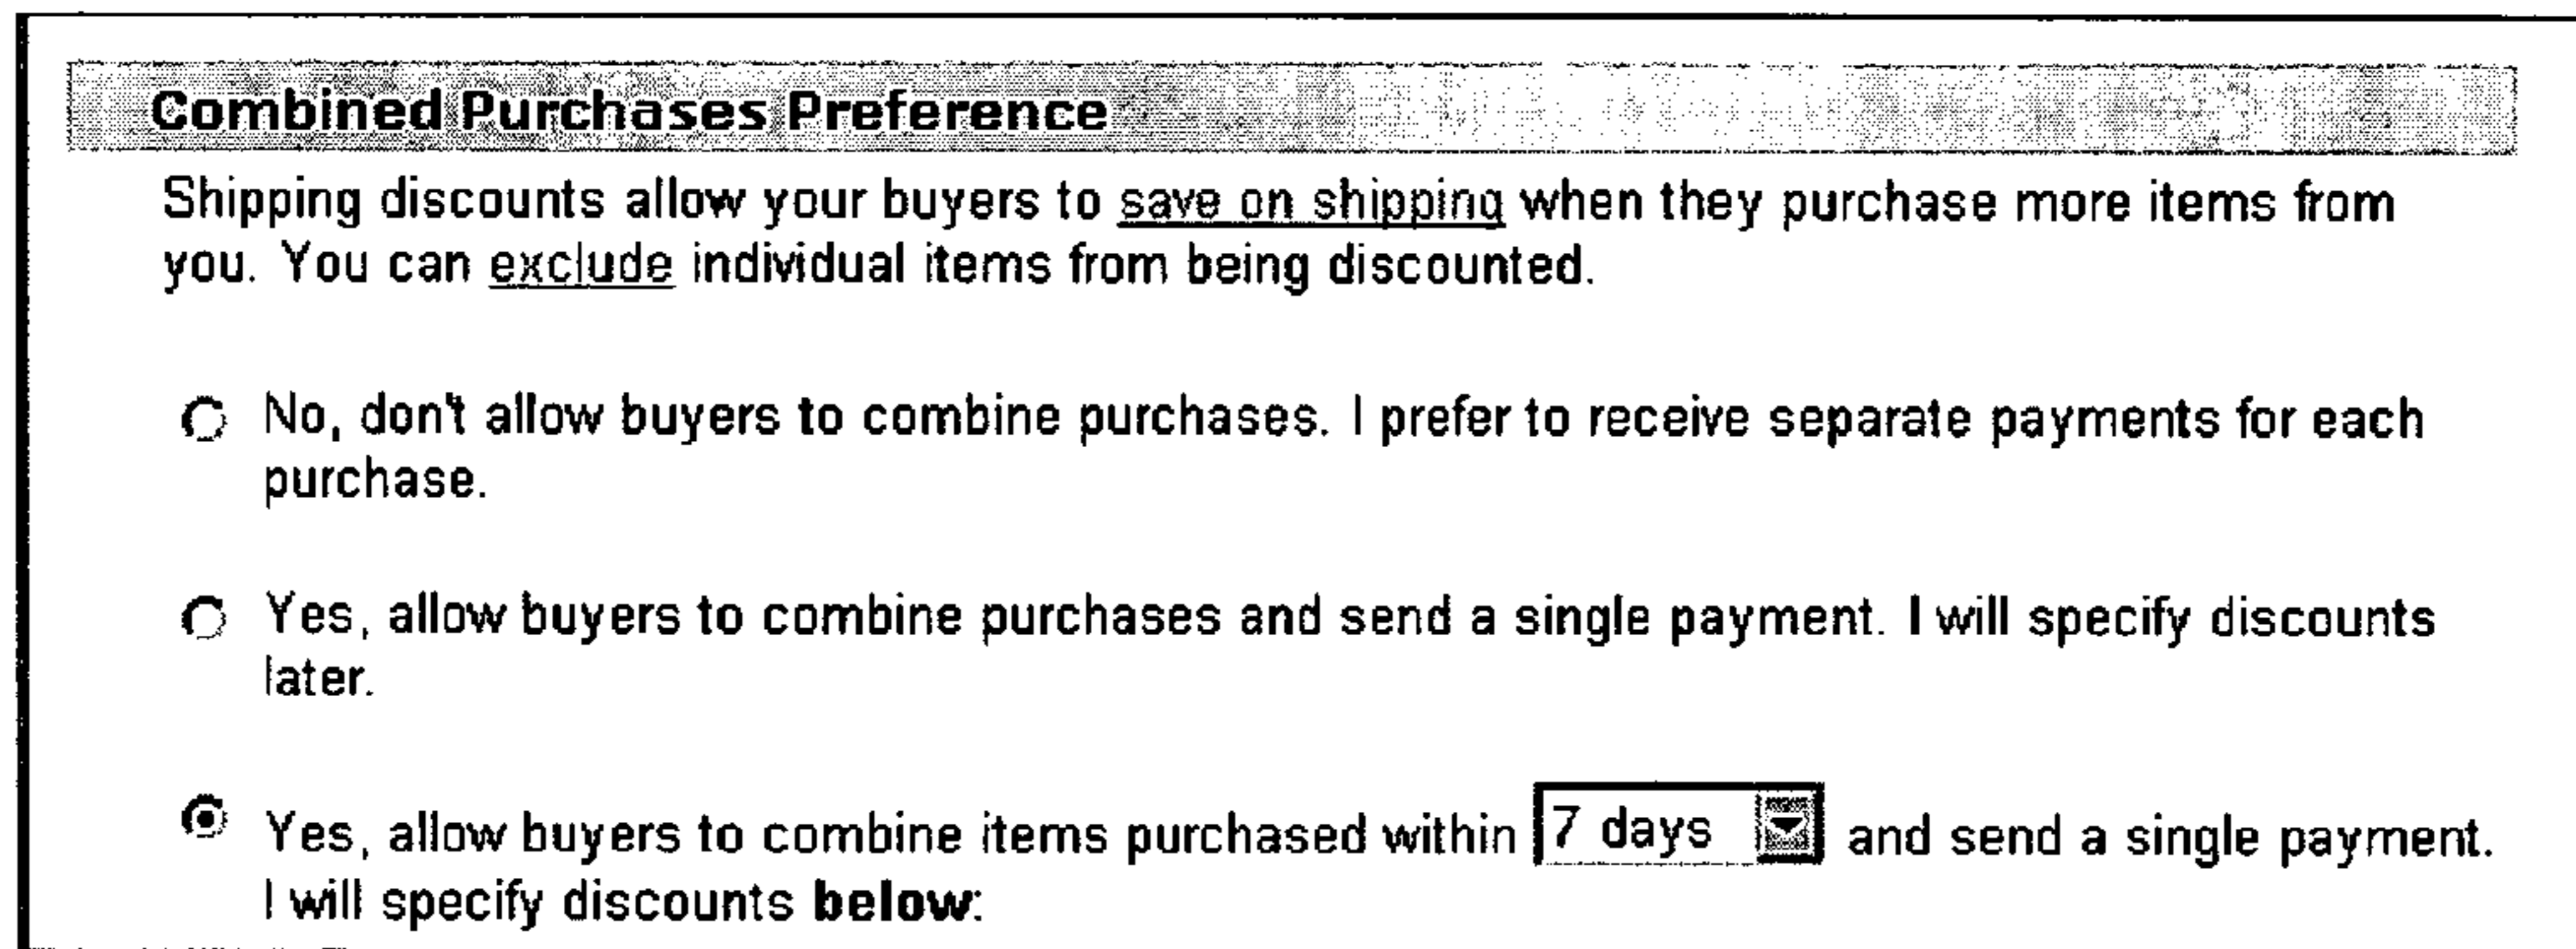 Combined Purchases Preference
Shipping discounts allow your buyers to save on shipping when they purchase more items from
you. You can exclude individual items from being discounted.
No, don't allow buyers to combine purchases. I prefer to receive separate payments for each
purchase.
Yes, allow buyers to combine purchases and send a single payment. I will specify discounts
later.
Yes, allow buyers to combine items purchased within 7 days and send a single payment.
I will specify discounts below: